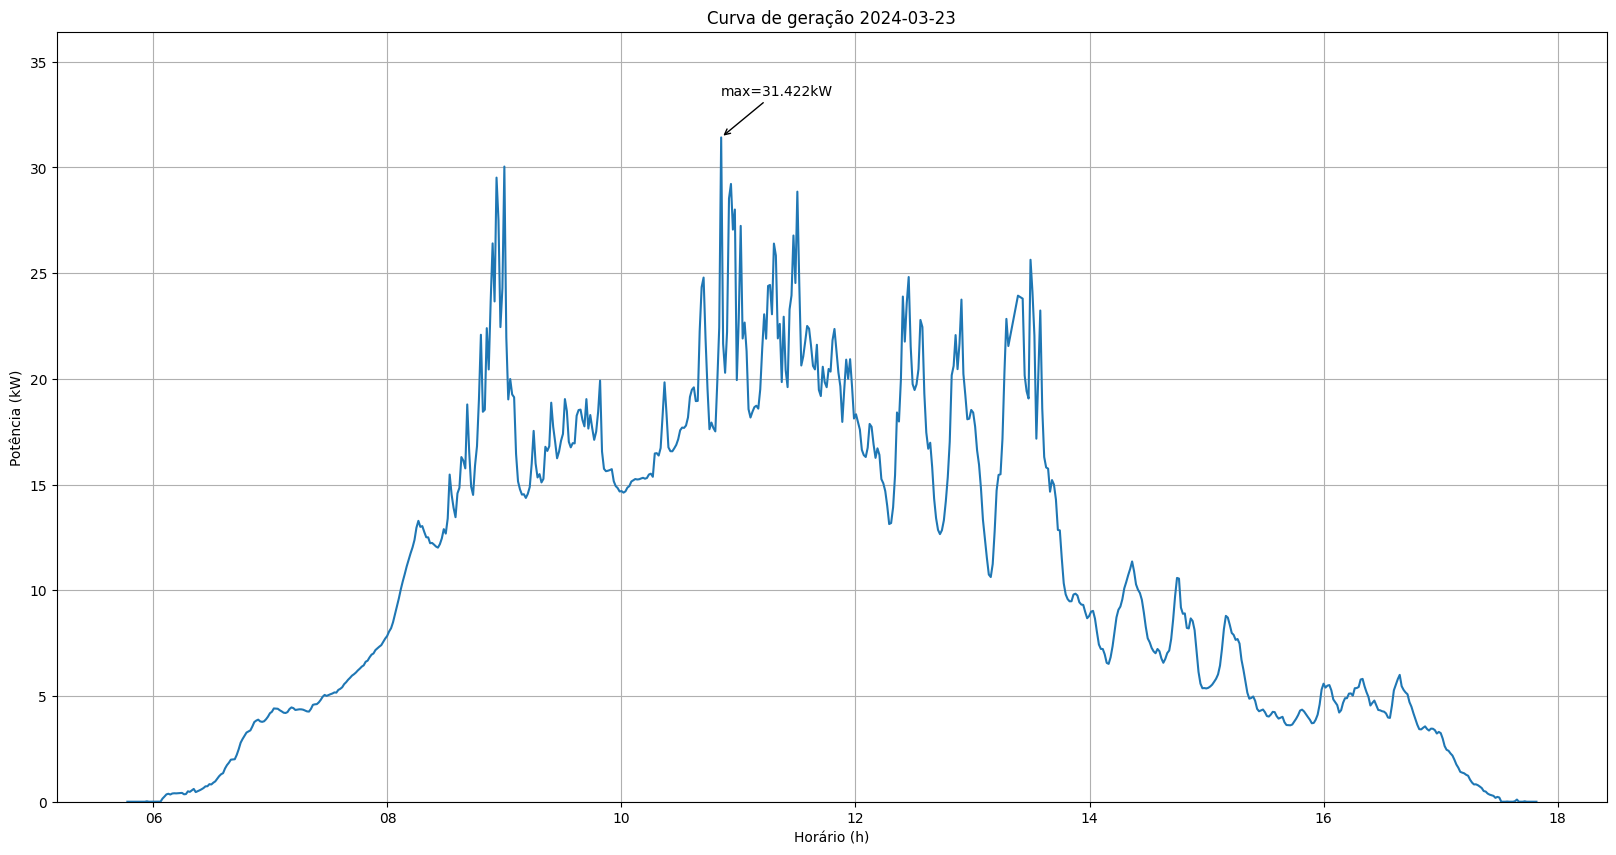 Curva de geração 2024-03-23
max=31.422kW
Potência (kW)
35
30
25
20
15
10
5
0
06 08 10 12 14 16 18
Horário (h)